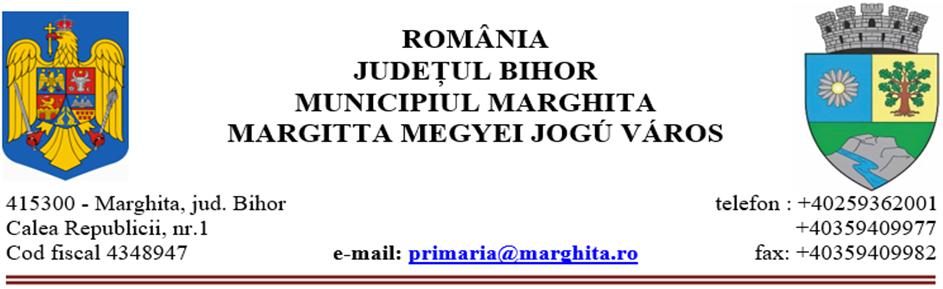 ROMÂNIA
JUDEȚUL BIHOR
MUNICIPIUL MARGHITA
MARGITTA MEGYEI JOGÚ VÁROS
415300 - Marghita, jud. Bihor
telefon : +40259362001
Calea Republicii, nr.1
+40359409977
Cod fiscal 4348947
e-mail: primaria@marghita.ro
fax: +40359409982